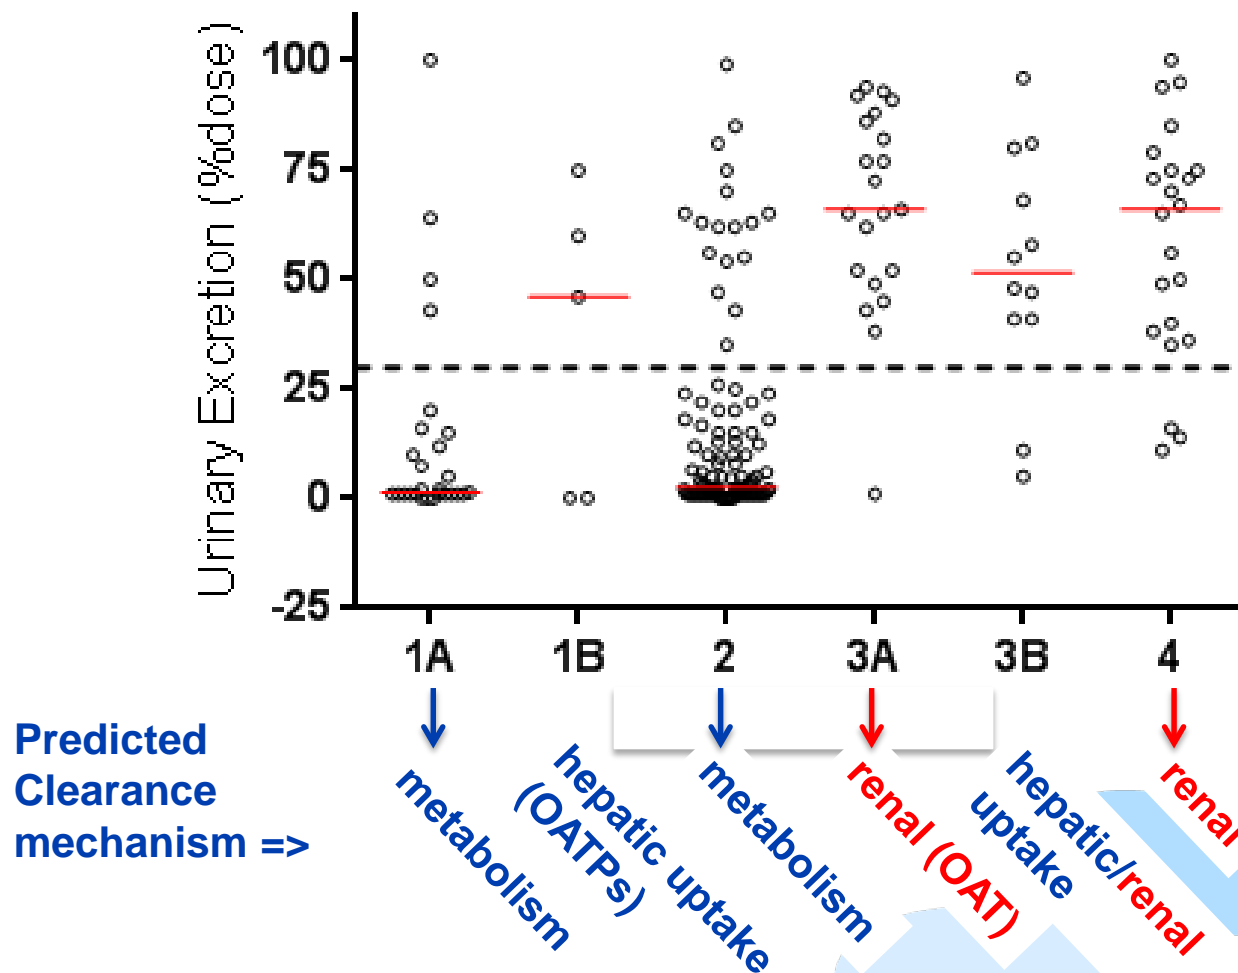 Urinary Excretion (%dose)
100
75
50
25
0
-25
1A 1B 2 3A 3B 4
Predicted
Clearance
mechanism =>
metabolism
hepatic uptake
(OATPs)
metabolism
renal (OAT)
hepatic/renal
uptake
renal